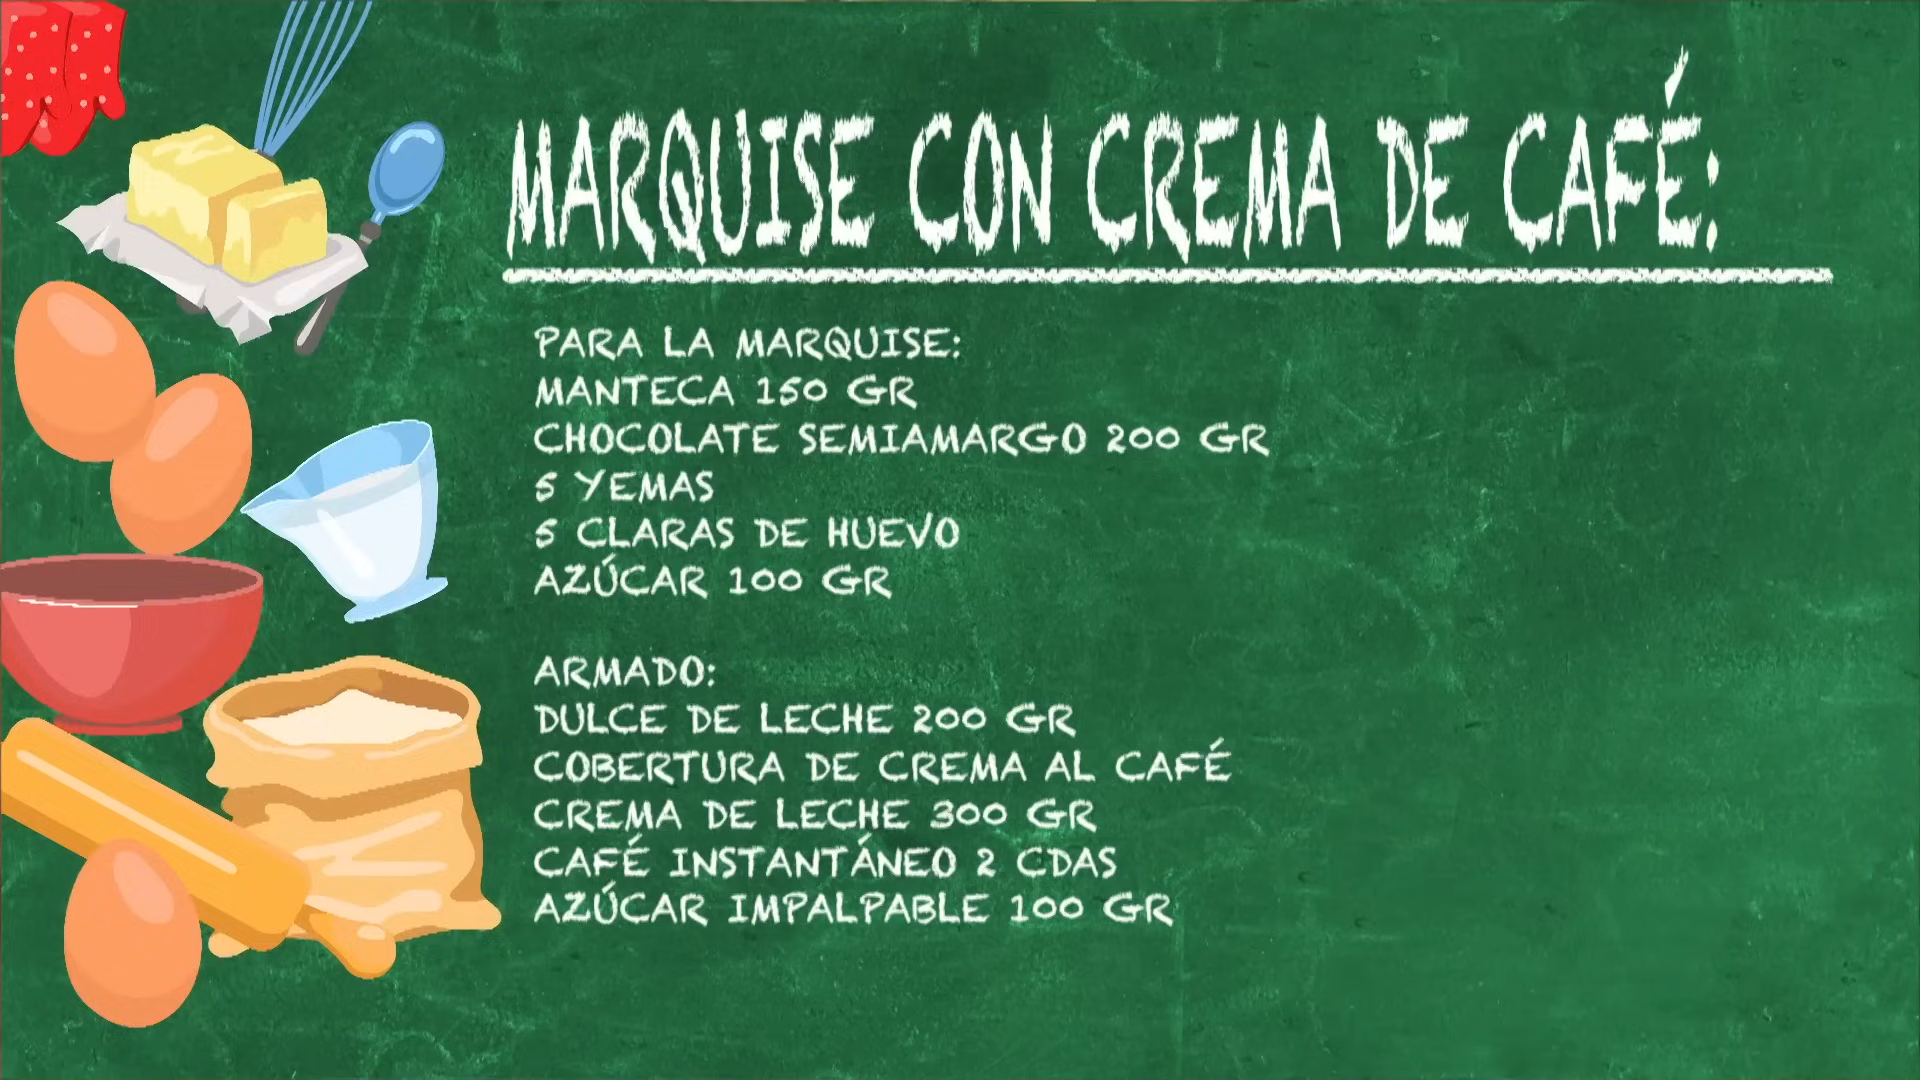 MARQUISE CON CREMA DE CAFÉ:
PARA LA MARQUISE:
MANTECA 150 GR
CHOCOLATE SEMIAMARGO 200 GR
5 YEMAS
5 CLARAS DE HUEVO
AZÚCAR 100 GR
ARMADO:
DULCE DE LECHE 200 GR
COBERTURA DE CREMA AL CAFÉ
CREMA DE LECHE 300 GR
CAFÉ INSTANTÁNEO 2 CDAS
AZÚCAR IMPALPABLE 100 GR